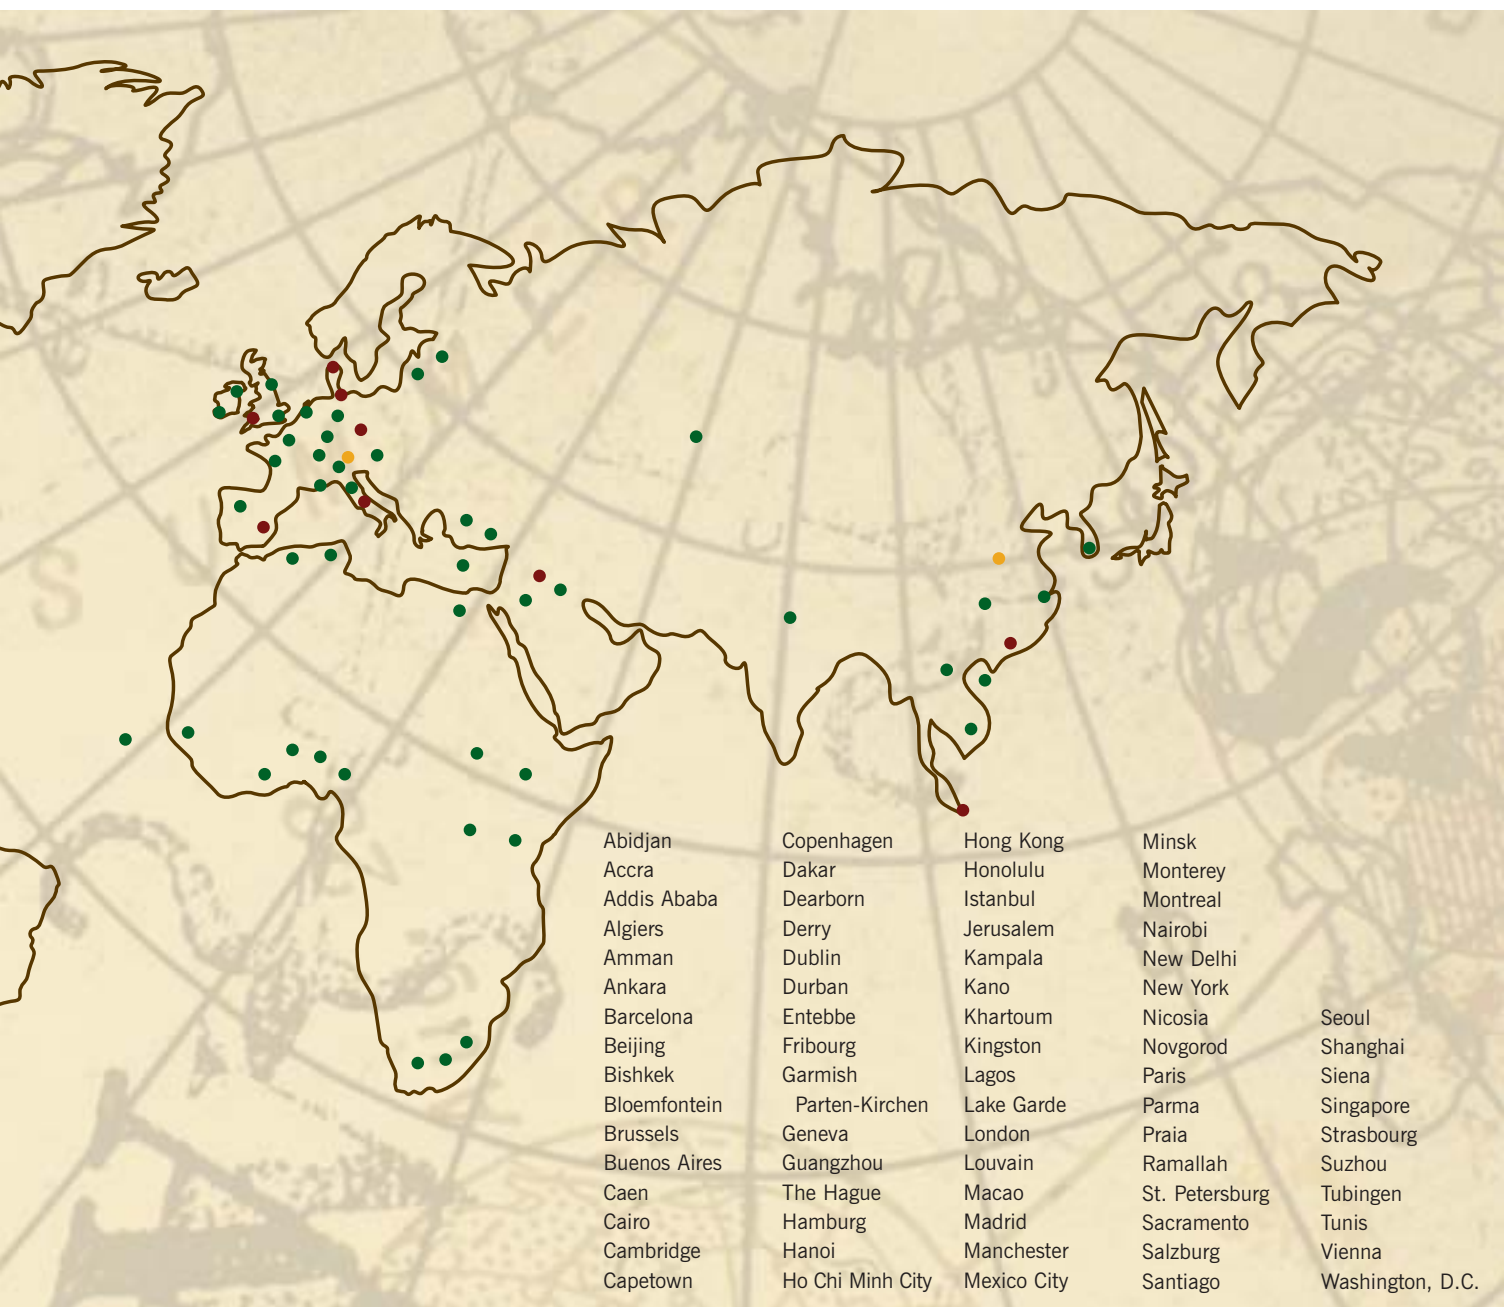 Abidjan
Accra
Addis Ababa
Algiers
Amman
Ankara
Barcelona
Beijing
Bishkek
Bloemfontein
Brussels
Buenos Aires
Caen
Cairo
Cambridge
Capetown
Copenhagen
Dakar
Dearborn
Derry
Dublin
Durban
Entebbe
Fribourg
Garmish
Parten-Kirchen
Geneva
Guangzhou
The Hague
Hamburg
Hanoi
Ho Chi Minh City
Hong Kong
Honolulu
Istanbul
Jerusalem
Kampala
Kano
Khartoum
Kingston
Lagos
Lake Garde
London
Louvain
Macao
Madrid
Manchester
Mexico City
Minsk
Monterey
Montreal
Nairobi
New Delhi
New York
Nicosia
Novgorod
Paris
Parma
Praia
Ramallah
St. Petersburg
Sacramento
Salzburg
Santiago
Seoul
Shanghai
Siena
Singapore
Strasbourg
Suzhou
Tubingen
Tunis
Vienna
Washington, D.C.